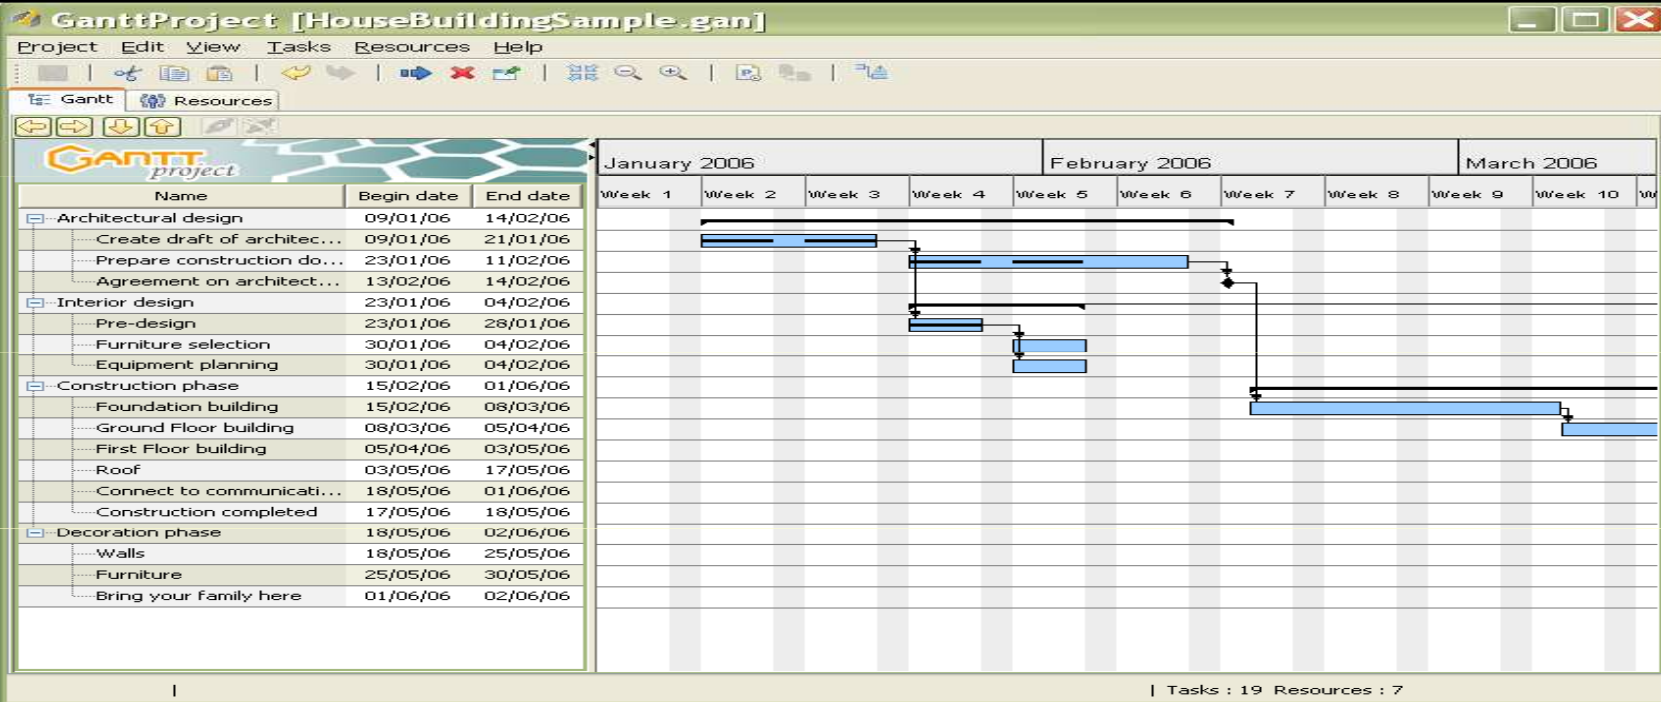 GanttProject [HouseBuildingSample.gan]
Project Edit View Tasks Resources Help
Gantt Resources
GANTT project
January 2006 February 2006 March 2006
Name Begin date End date Week 1 Week 2 Week 3 Week 4 Week 5 Week 6 Week 7 Week 8 Week 9 Week 10 W
Architectural design 09/01/06 14/02/06
Create draft of architec... 09/01/06 21/01/06
Prepare construction do... 23/01/06 11/02/06
Agreement on architect... 13/02/06 14/02/06
Interior design 23/01/06 04/02/06
Pre-design 23/01/06 28/01/06
Furniture selection 30/01/06 04/02/06
Equipment planning 30/01/06 04/02/06
Construction phase 15/02/06 01/06/06
Foundation building 15/02/06 08/03/06
Ground Floor building 08/03/06 05/04/06
First Floor building 05/04/06 03/05/06
Roof 03/05/06 17/05/06
Connect to communicati... 18/05/06 01/06/06
Construction completed 17/05/06 18/05/06
Decoration phase 18/05/06 02/06/06
Walls 18/05/06 25/05/06
Furniture 25/05/06 30/05/06
Bring your family here 01/06/06 02/06/06
Tasks : 19 Resources : 7